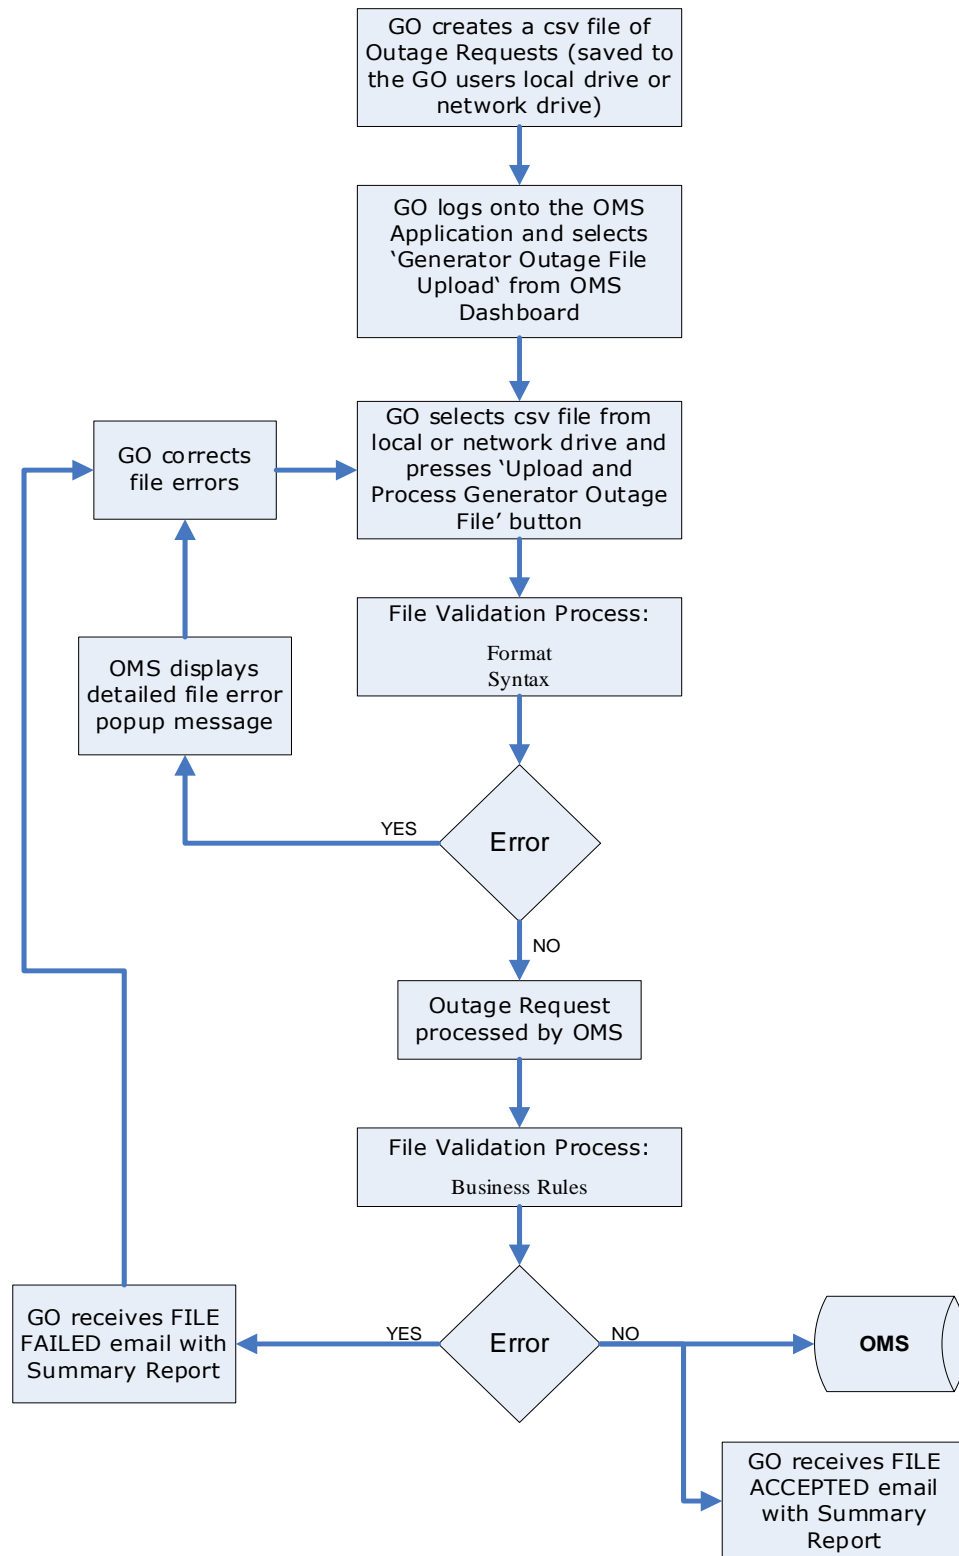 GO creates a csv file of
Outage Requests (saved to
the GO users local drive or
network drive)
GO logs onto the OMS
Application and selects
‘Generator Outage File
Upload‘ from OMS
Dashboard
GO selects csv file from
local or network drive and
presses ‘Upload and
Process Generator Outage
File’ button
GO corrects
file errors
File Validation Process:
Format
Syntax
OMS displays
detailed file error
popup message
YES
Error
NO
Outage Request
processed by OMS
File Validation Process:
Business Rules
GO receives FILE
FAILED email with
Summary Report
YES
Error
NO
OMS
GO receives FILE
ACCEPTED email
with Summary
Report